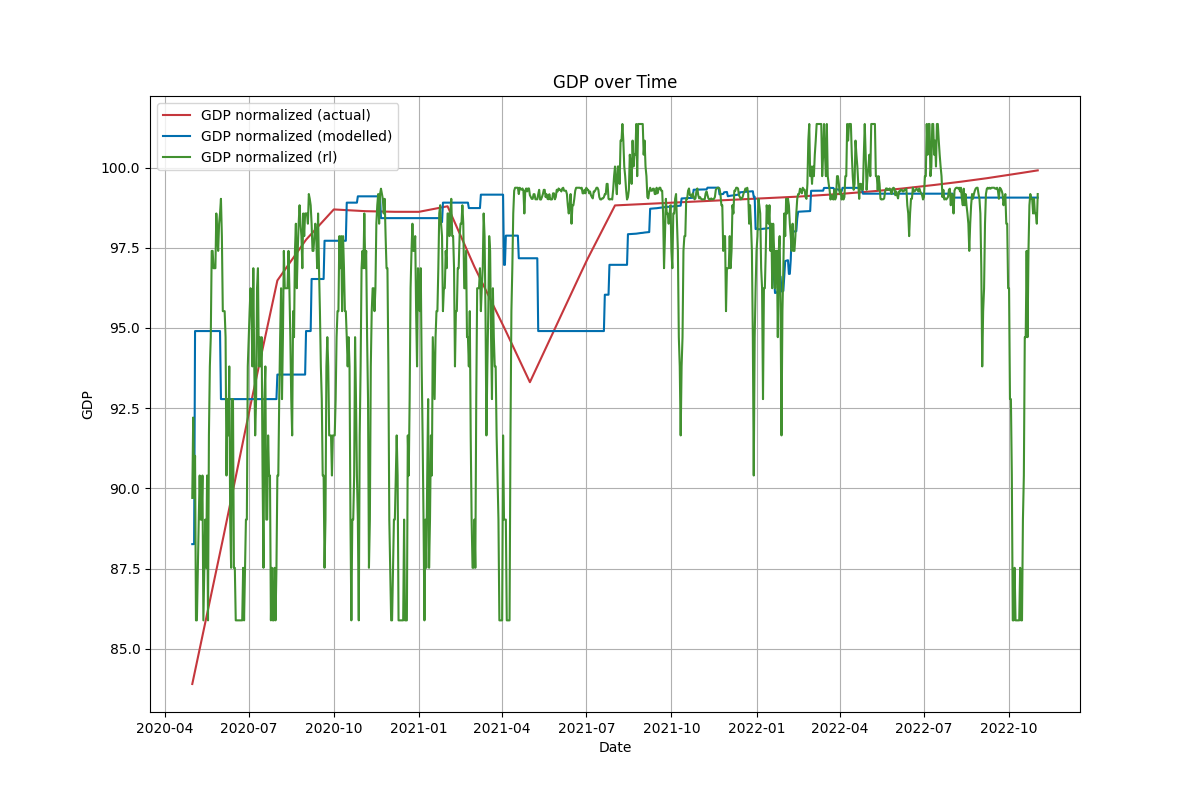 GDP over Time
GDP normalized (actual)
GDP normalized (modelled)
GDP normalized (rl)
100.0
97.5
95.0
92.5
90.0
87.5
85.0
GDP
2020-04 2020-07 2020-10 2021-01 2021-04 2021-07 2021-10 2022-01 2022-04 2022-07 2022-10
Date